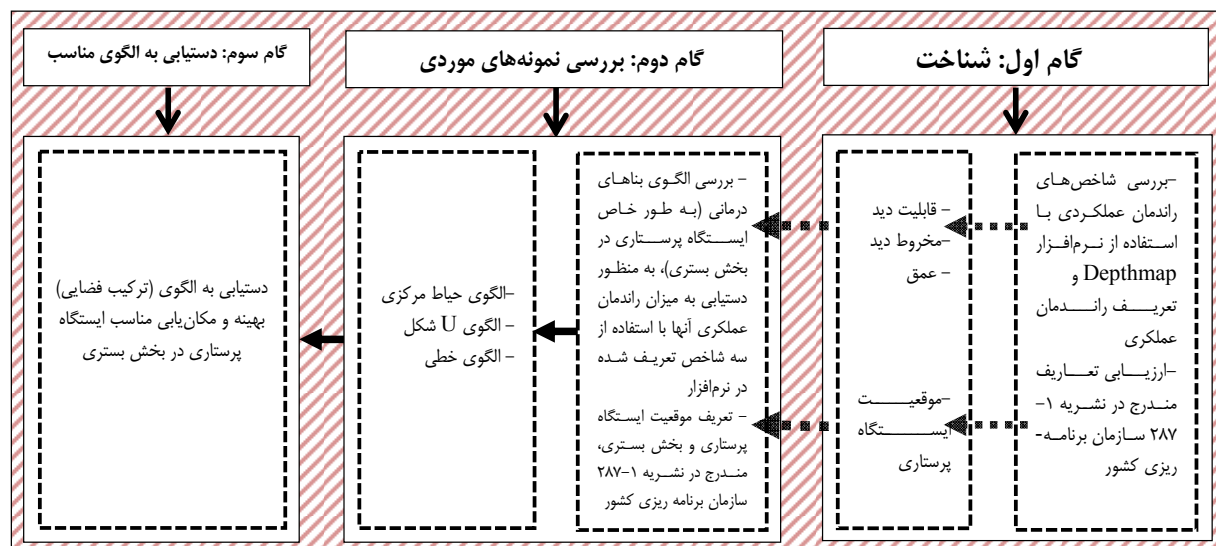 گام اول: شناخت
-بررسی شاخص‌های
راندمان عملکردی با
استفاده از نرم‌افزار
Depthmap و
تعریف راندمان
عملکری
-ارزیابی تعاریف
مندرج در نشریه ۱-
۲۸۷ سازمان برنامه-
ریزی کشور
- قابلیت دید
-مخروط دید
- عمق
-موقعیت
ایستگاه
پرستاری
گام دوم: بررسی نمونه‌های موردی
- بررسی الگوی بناهای
درمانی (به طور خاص
ایستگاه پرستاری در
بخش بستری)، به منظور
دستیابی به میزان راندمان
عملکری آنها با استفاده از
سه شاخص تعریف شده
در نرم‌افزار
- تعریف موقعیت ایستگاه
پرستاری و بخش بستری،
مندرج در نشریه ۱-۲۸۷
سازمان برنامه ریزی کشور
-الگوی حیاط مرکزی
- الگوی U شکل
- الگوی خطی
گام سوم: دستیابی به الگوی مناسب
دستیابی به الگوی (ترکیب فضایی)
بهینه و مکان‌یابی مناسب ایستگاه
پرستاری در بخش بستری